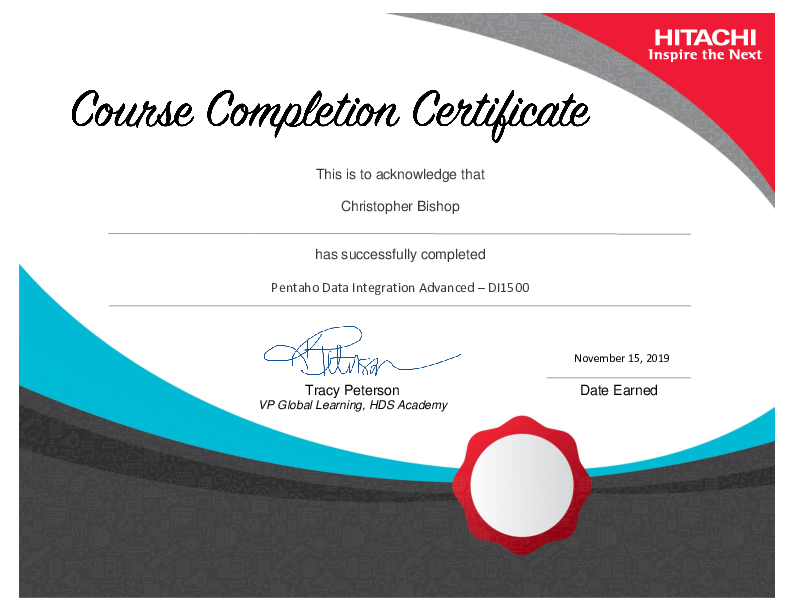 HITACHI
Inspire the Next
Course Completion Certificate
This is to acknowledge that
Christopher Bishop
has successfully completed
Pentaho Data Integration Advanced – DI1500
November 15, 2019
Tracy Peterson
Date Earned
VP Global Learning, HDS Academy